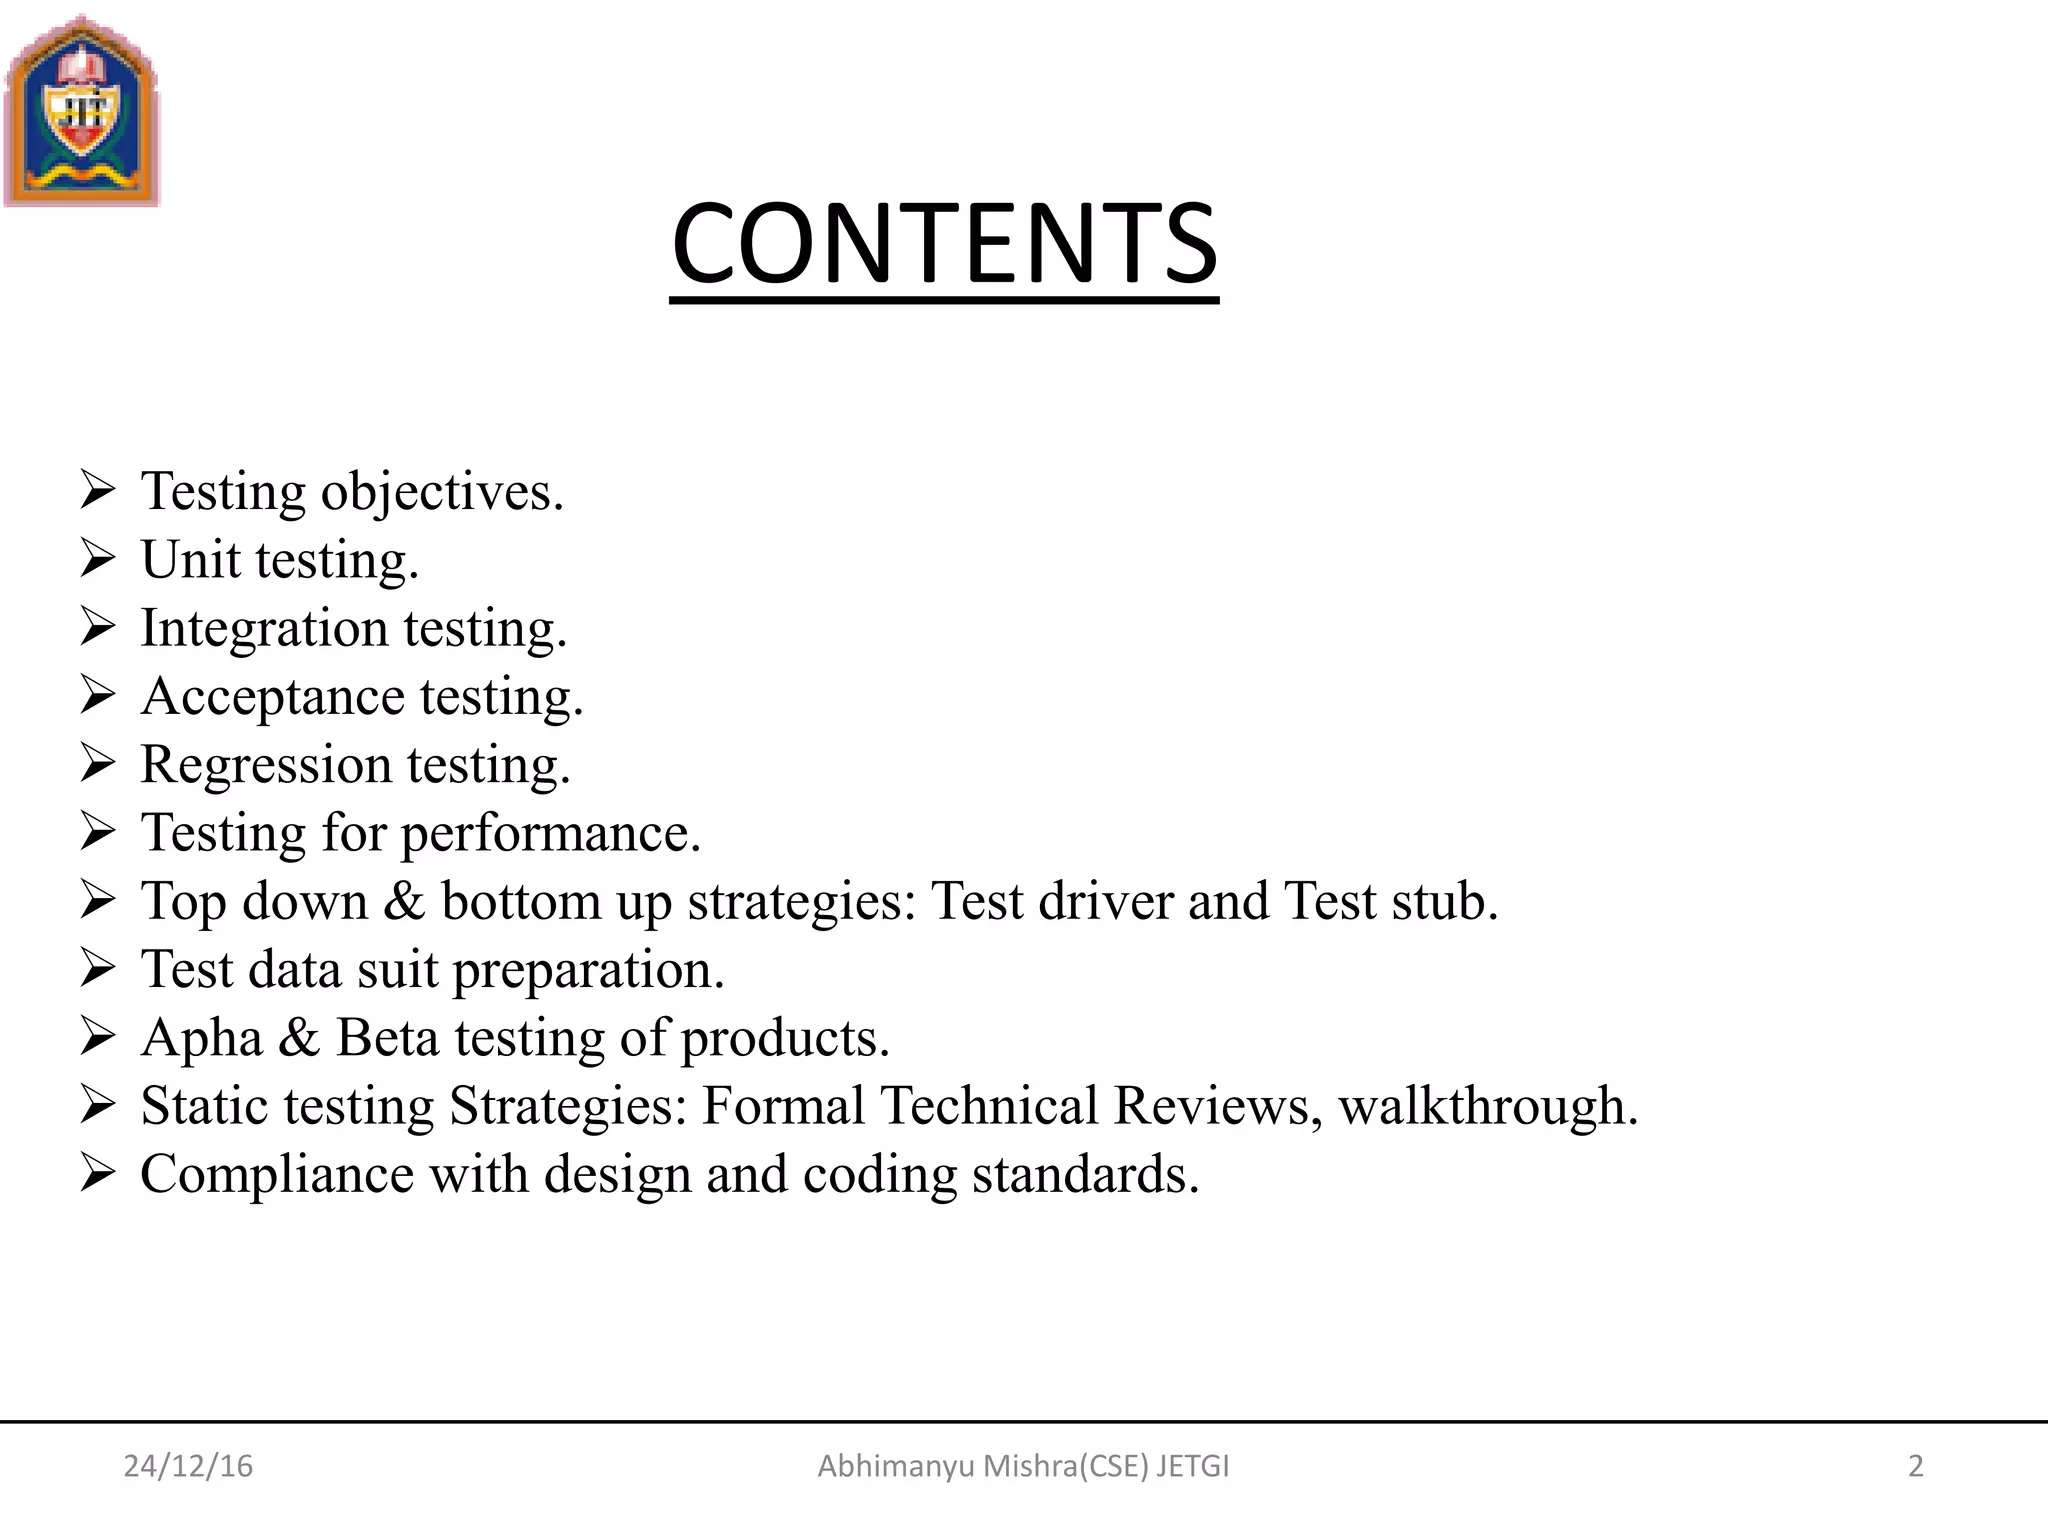 JIT
CONTENTS
➢ Testing objectives.
➢ Unit testing.
➢ Integration testing.
➢ Acceptance testing.
➢ Regression testing.
➢ Testing for performance.
➢ Top down & bottom up strategies: Test driver and Test stub.
➢ Test data suit preparation.
➢ Apha & Beta testing of products.
➢ Static testing Strategies: Formal Technical Reviews, walkthrough.
➢ Compliance with design and coding standards.
24/12/16 Abhimanyu Mishra(CSE) JETGI 2